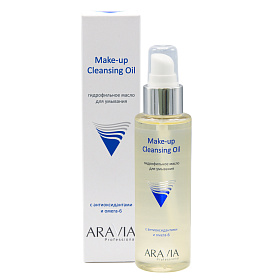 Make-up
Cleansing Oil
гидрофильное масло
для умывания
с антиоксидантами
и омега-6
ARAVIA
Professional
Make-up
Cleansing Oil
гидрофильное масло
для умывания
с антиоксидантами
и омега-6
ARAVIA
Professional